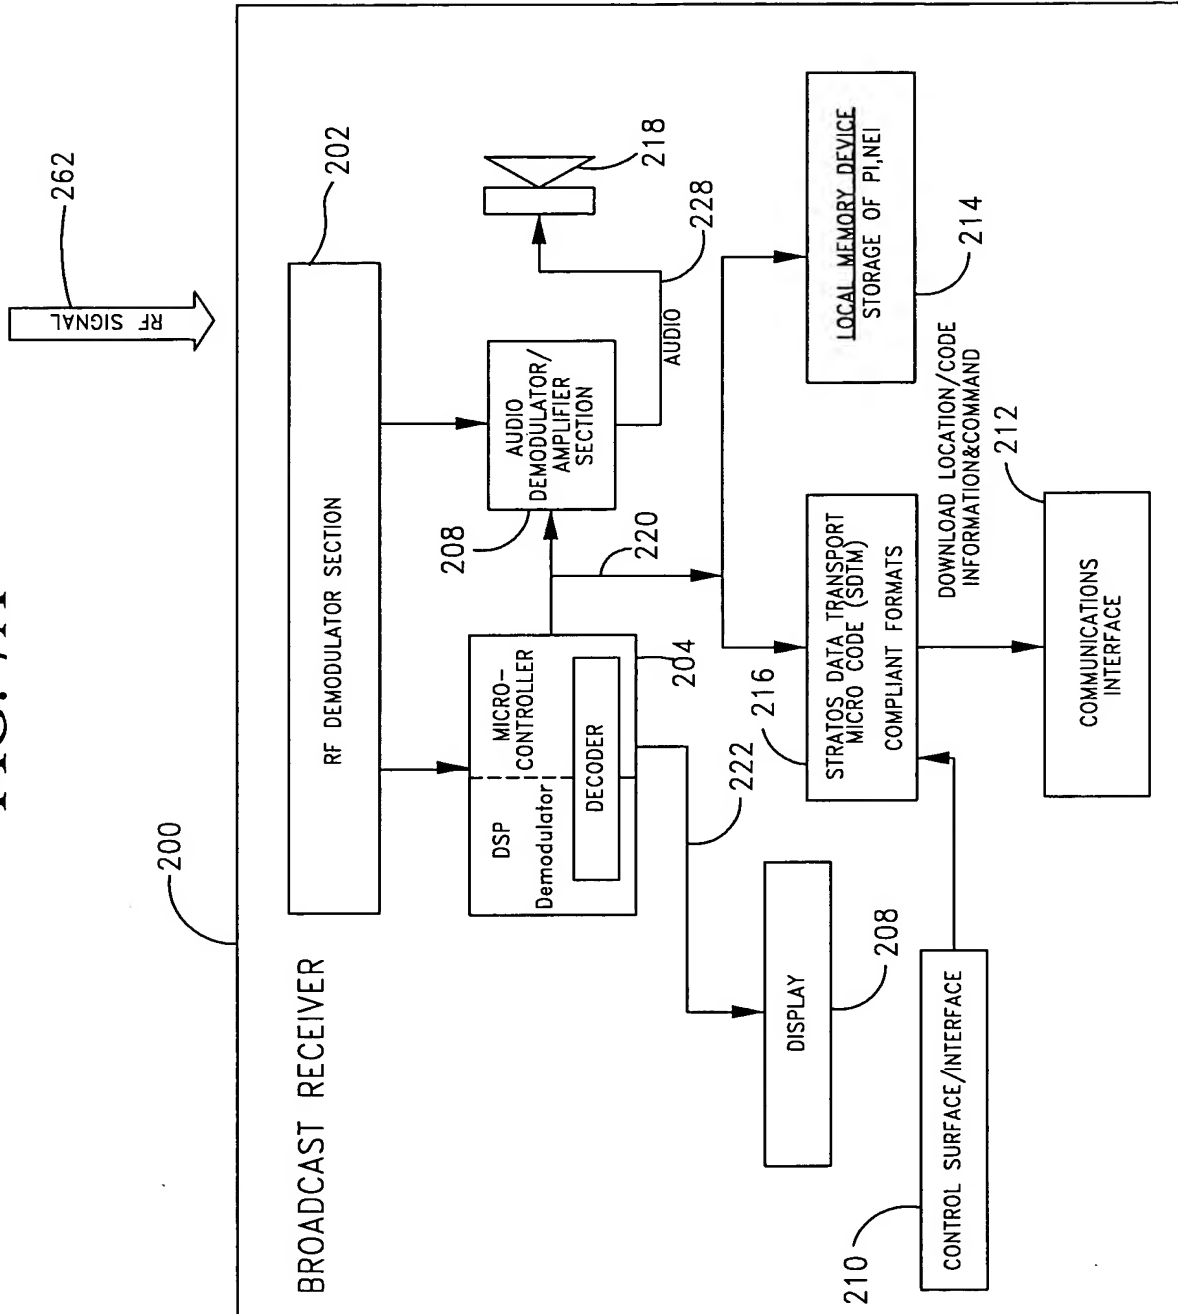 262
RF SIGNAL
200
BROADCAST RECEIVER
202
RF DEMODULATOR SECTION
218
AUDIO
DEMODULATOR/
AMPLIFIER
SECTION
208
228
AUDIO
220
DSP
Demodulator
MICRO-
CONTROLLER
DECODER
204
222
DISPLAY
208
216
STRATOS DATA TRANSPORT
MICRO CODE (SDTM)
COMPLIANT FORMATS
LOCAL MEMORY DEVICE
STORAGE OF PI,NEI
214
DOWNLOAD LOCATION/CODE
INFORMATION&COMMAND
212
COMMUNICATIONS
INTERFACE
210
CONTROL SURFACE/INTERFACE